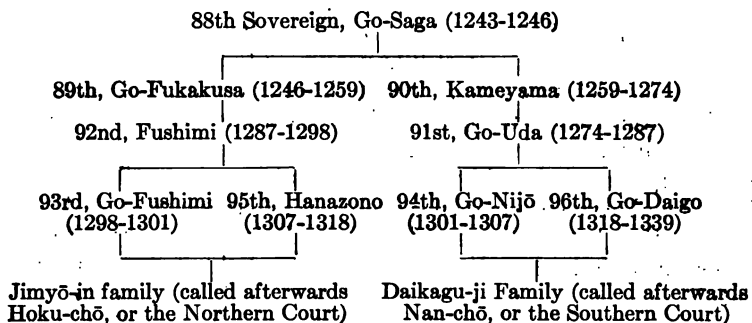 88th Sovereign, Go-Saga (1243-1246)
89th, Go-Fukakusa (1246-1259) 90th, Kameyama (1259-1274)
92nd, Fushimi (1287-1298) 91st, Go-Uda (1274-1287)
93rd, Go-Fushimi 95th, Hanazono 94th, Go-Nijō 96th, Go-Daigo
(1298-1301) (1307-1318) (1301-1307) (1318-1339)
Jimyō-in family (called afterwards Daikagu-ji Family (called afterwards
Hoku-chō, or the Northern Court) Nan-chō, or the Southern Court)